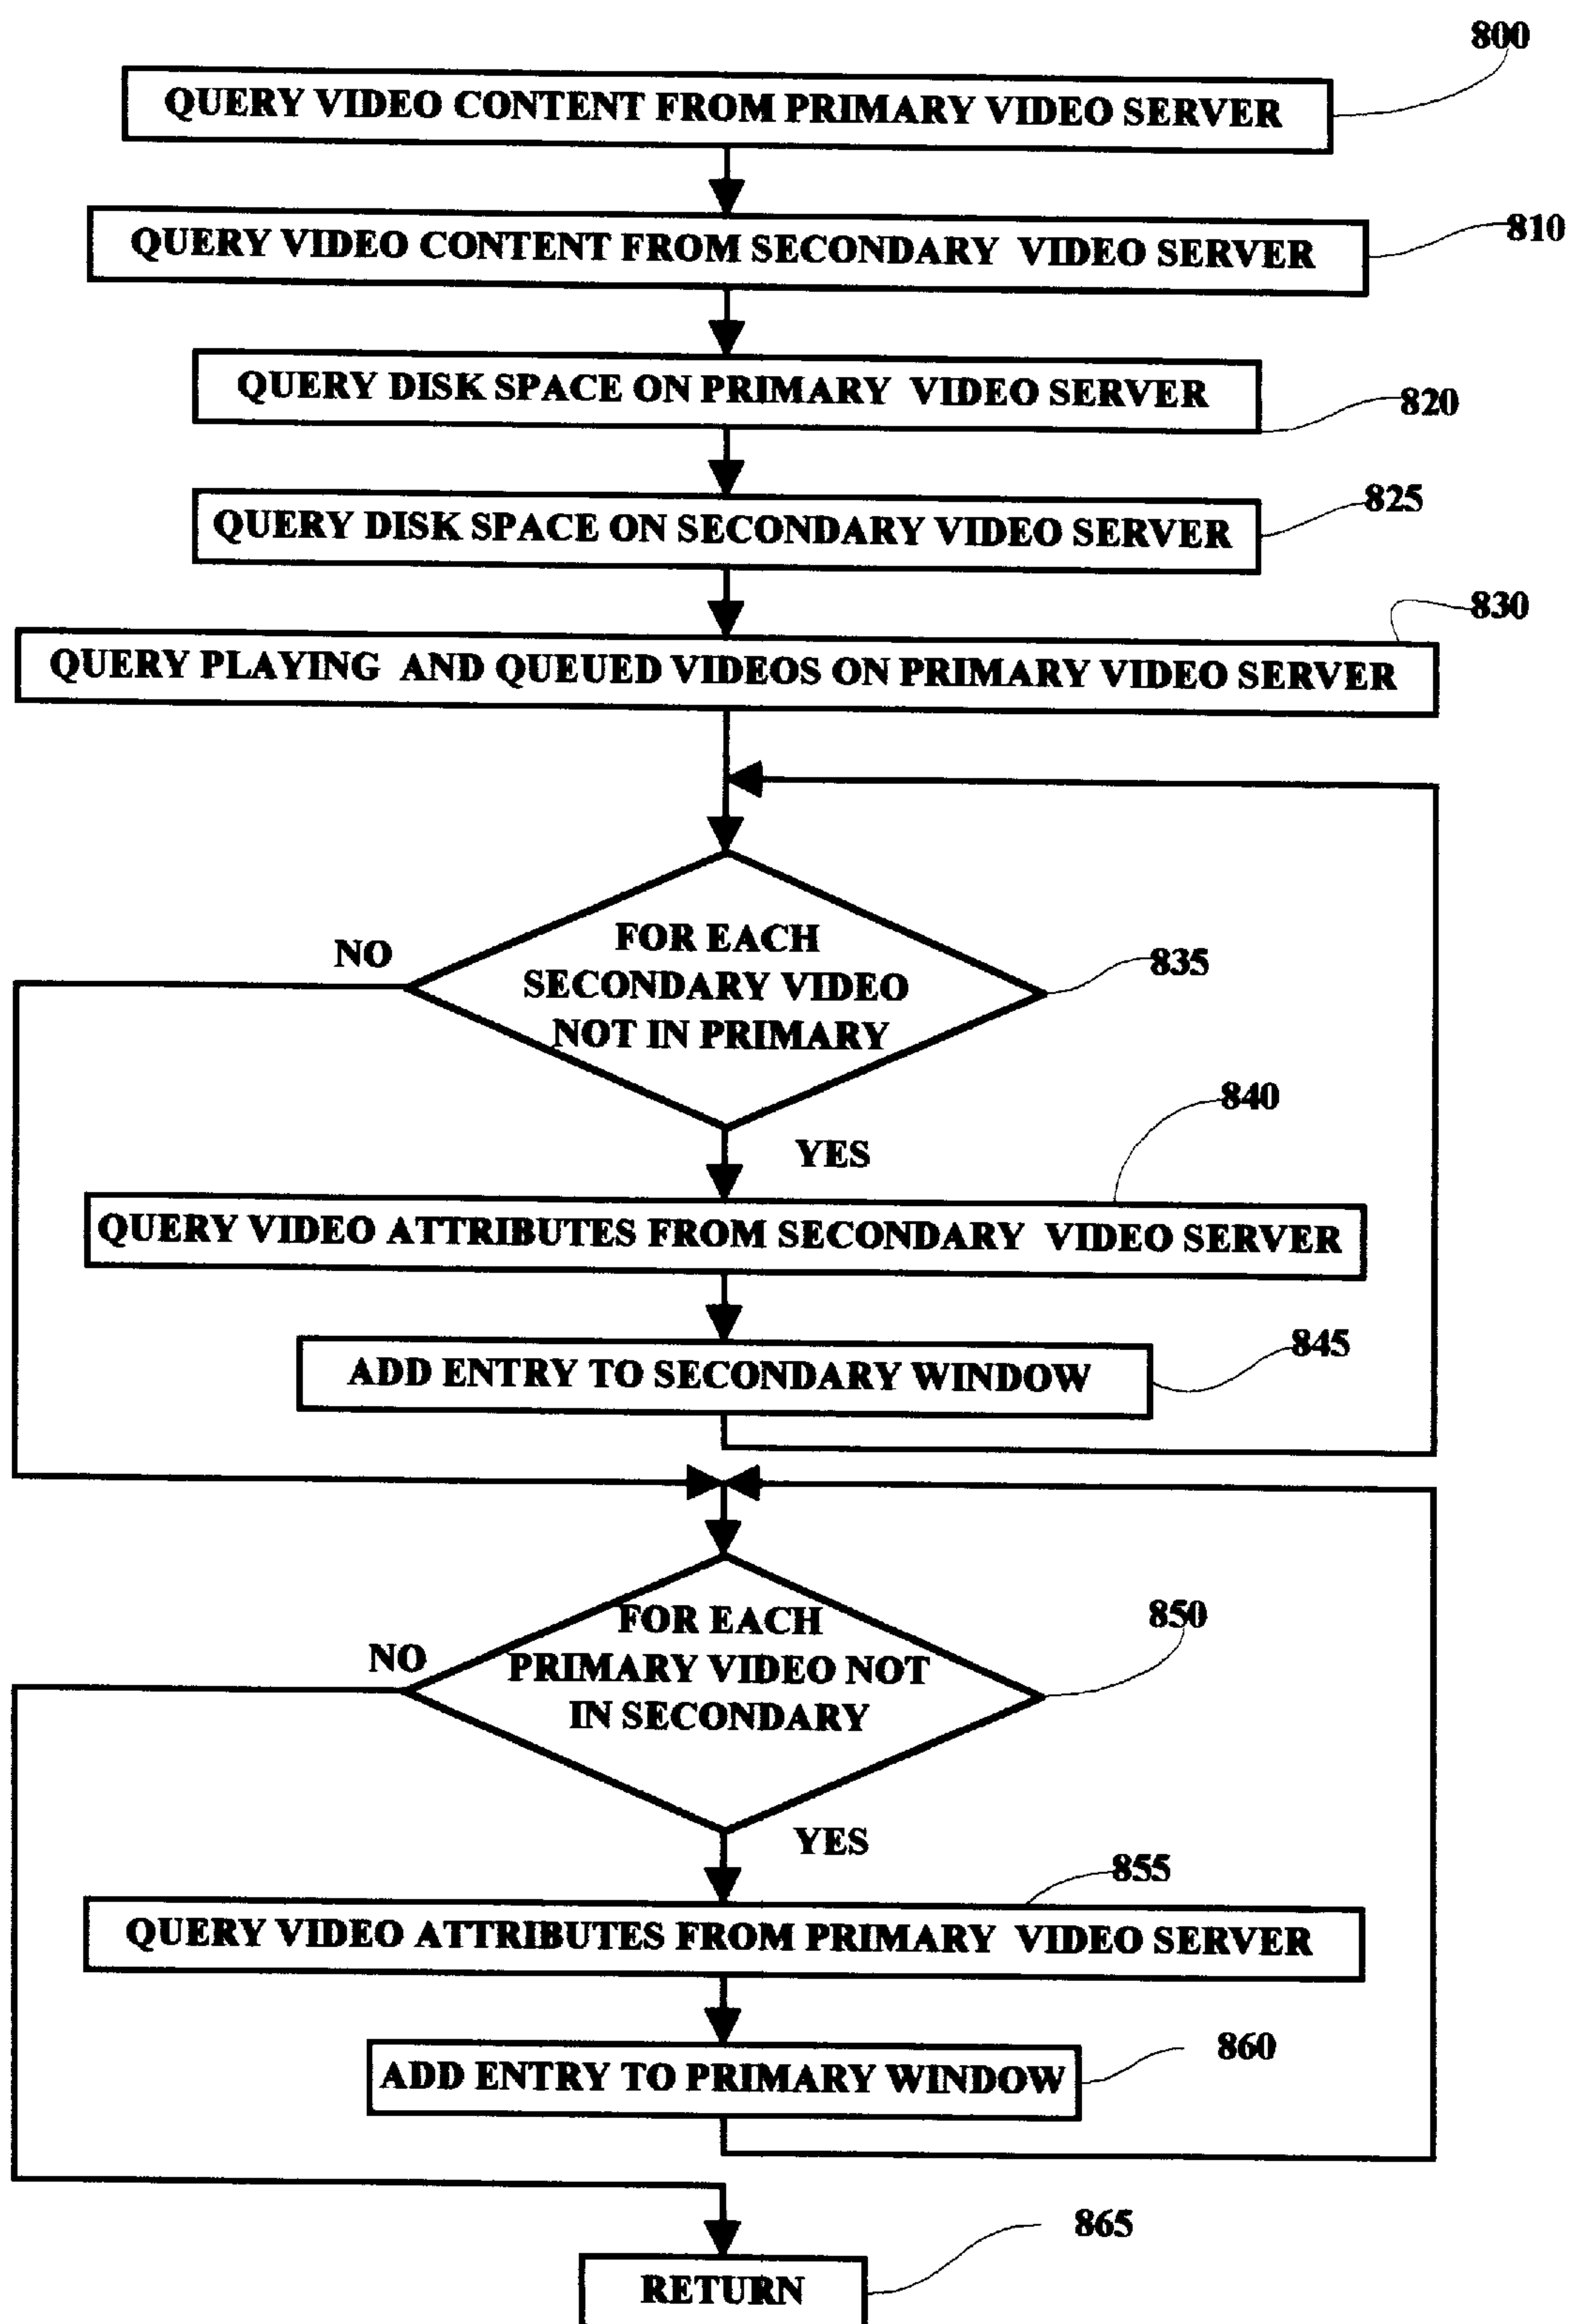 800
QUERY VIDEO CONTENT FROM PRIMARY VIDEO SERVER
810
QUERY VIDEO CONTENT FROM SECONDARY VIDEO SERVER
QUERY DISK SPACE ON PRIMARY VIDEO SERVER
820
825
QUERY DISK SPACE ON SECONDARY VIDEO SERVER
830
QUERY PLAYING AND QUEUED VIDEOS ON PRIMARY VIDEO SERVER
NO
FOR EACH
SECONDARY VIDEO
NOT IN PRIMARY
835
840
YES
QUERY VIDEO ATTRIBUTES FROM SECONDARY VIDEO SERVER
845
ADD ENTRY TO SECONDARY WINDOW
NO
FOR EACH
PRIMARY VIDEO NOT
IN SECONDARY
850
YES
855
QUERY VIDEO ATTRIBUTES FROM PRIMARY VIDEO SERVER
860
ADD ENTRY TO PRIMARY WINDOW
865
RETURN